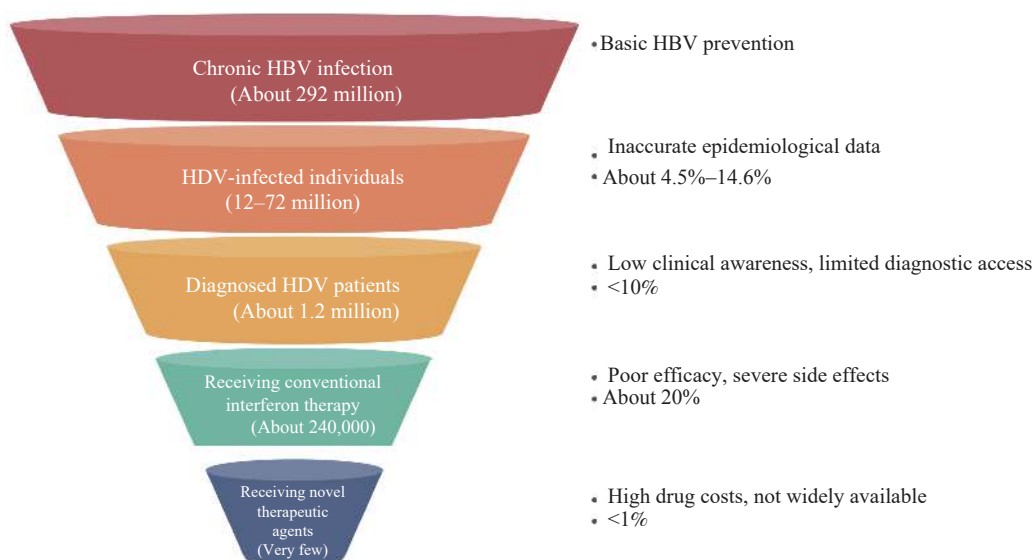 Chronic HBV infection
(About 292 million)
• Basic HBV prevention
HDV-infected individuals
(12–72 million)
• Inaccurate epidemiological data
• About 4.5%–14.6%
Diagnosed HDV patients
(About 1.2 million)
• Low clinical awareness, limited diagnostic access
• <10%
Receiving conventional
interferon therapy
(About 240,000)
• Poor efficacy, severe side effects
• About 20%
Receiving novel
therapeutic
agents
(Very few)
• High drug costs, not widely available
• <1%